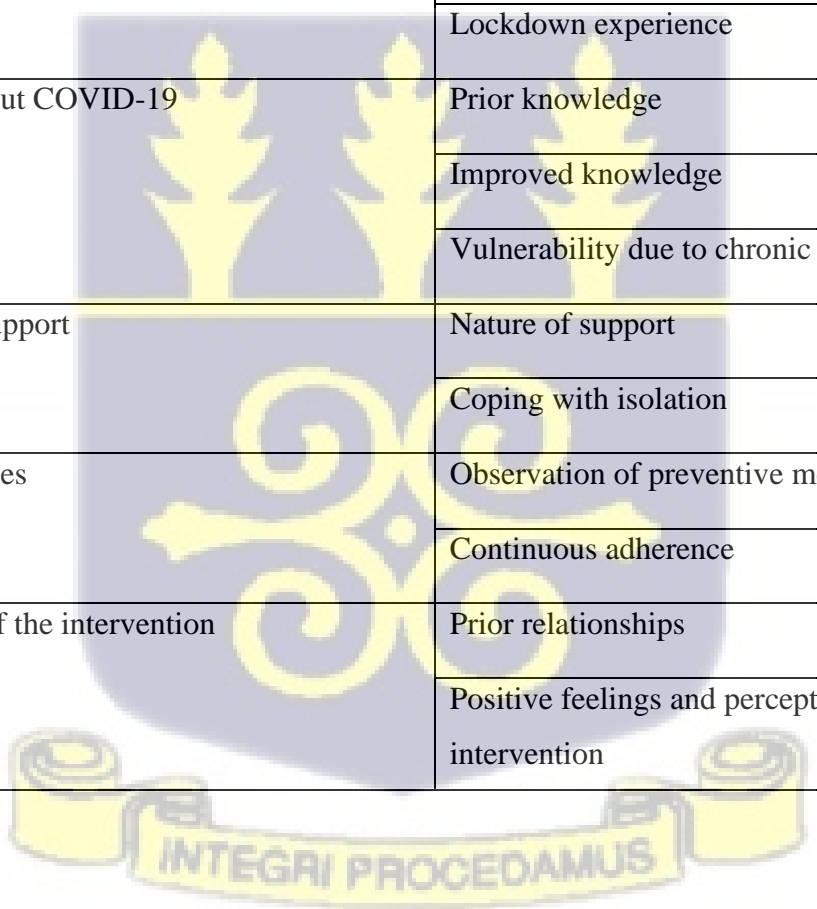 Lockdown experience
ut COVID-19 Prior knowledge
Improved knowledge
Vulnerability due to chronic
pport Nature of support
Coping with isolation
es Observation of preventive m
Continuous adherence
f the intervention Prior relationships
Positive feelings and percept
intervention
INTEGRI PROCEDAMUS